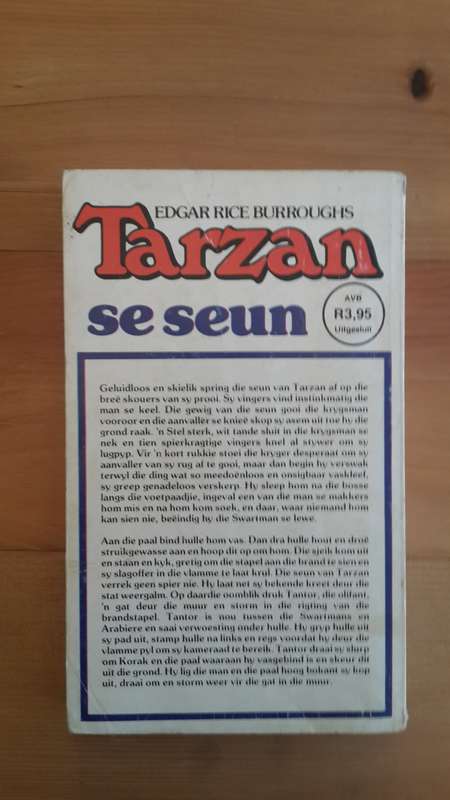 EDGAR RICE BURROUGHS
Tarzan
se seun
AVB
R3,95
Uitgesluit
Geluidloos en skielik spring die seun van Tarzan af op die
breë skouers van sy prooi. Sy vingers vind instinkmatig die
man se keel. Die gewig van die seun gooi die krygsman
vooroor en die aanvaller se knieë skop sy asem uit toe hy die
grond raak. 'n Stel sterk, wit tande sluit in die krygsman se
nek en tien spierkragtige vingers knel al stywer om sy
lugpyp. Vir 'n kort rukkie stoei die kryger desperaat om sy
aanvaller van sy rug af te gooi, maar dan begin hy verswak
terwyl die ding wat so meedoënloos en onsigbaar vaskleef,
sy greep genadeloos verskerp. Hy sleep hom na die bosse
langs die voetpaadjie, ingeval een van die man se makkers
hom mis en na hom kom soek, en daar, waar niemand hom
kan sien nie, beëindig hy die Swartman se lewe.
Aan die paal bind hulle hom vas. Dan dra hulle hout en droë
struikgewasse aan en hoop dit op om hom. Die sjeik kom uit
en staan en kyk, gretig om die stapel aan die brand te sien en
sy slagoffer in die vlamme te laat krul. Die seun van Tarzan
verrek geen spier nie. Hy laat net sy bekende kreet deur die
stat weergalm. Op daardie oomblik druk Tantor, die olifant,
'n gat deur die muur en storm in die rigting van die
brandstapel. Tantor is nou tussen die Swartmans en
Arabiere en saai verwoesting onder hulle. Hy gryp hulle uit
sy pad uit, stamp hulle na links en regs voordat hy deur die
vlamme pyl om sy kameraad te bereik. Tantor draai sy slurp
om Korak en die paal waaraan hy vasgebind is en skeur dit
uit die grond. Hy lig die man en die paal hoog bokant sy kop
uit, draai om en storm weer vir die gat in die muur.